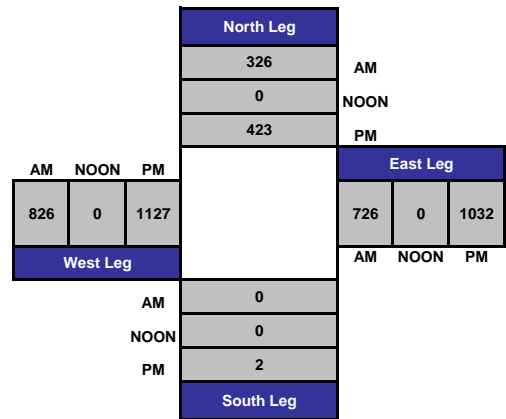 North Leg
326 AM
0 NOON
423 PM
AM NOON PM East Leg
826 0 1127 726 0 1032
West Leg AM NOON PM
AM 0
NOON 0
PM 2
South Leg